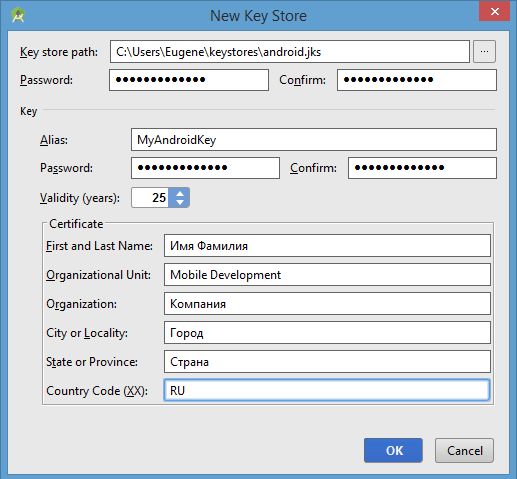 New Key Store
Key store path: C:\Users\Eugene\keystores\android.jks ...
Password: ••••••••••••• Confirm: •••••••••••••
Key
Alias: MyAndroidKey
Password: ••••••••••••• Confirm: •••••••••••••
Validity (years): 25
Certificate
First and Last Name: Имя Фамилия
Organizational Unit: Mobile Development
Organization: Компания
City or Locality: Город
State or Province: Страна
Country Code (XX): RU
OK Cancel